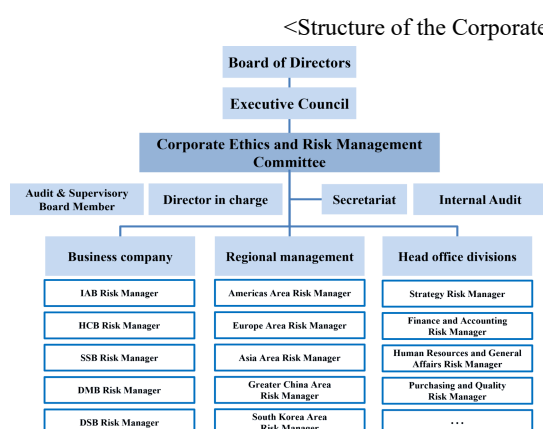 <Structure of the Corporate
Board of Directors
Executive Council
Corporate Ethics and Risk Management
Committee
Audit & Supervisory
Board Member
Director in charge
Secretariat
Internal Audit
Business company
Regional management
Head office divisions
IAB Risk Manager
Americas Area Risk Manager
Strategy Risk Manager
HCB Risk Manager
Europe Area Risk Manager
Finance and Accounting
Risk Manager
SSB Risk Manager
Asia Area Risk Manager
Human Resources and General
Affairs Risk Manager
DMB Risk Manager
Greater China Area
Risk Manager
Purchasing and Quality
Risk Manager
DSB Risk Manager
South Korea Area
Risk Manager
...